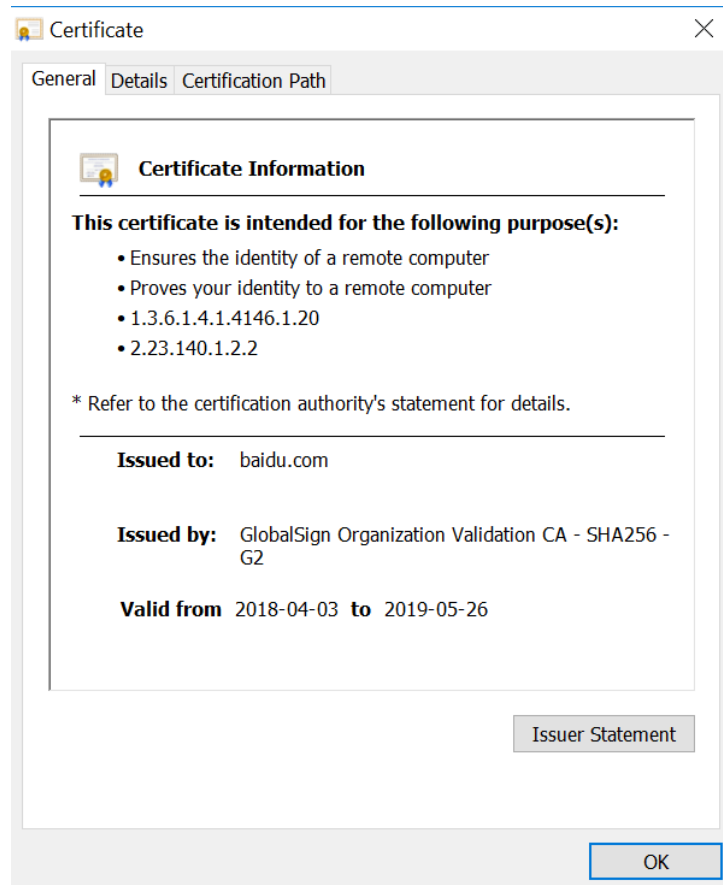 Certificate
General Details Certification Path
Certificate Information
This certificate is intended for the following purpose(s):
• Ensures the identity of a remote computer
• Proves your identity to a remote computer
• 1.3.6.1.4.1.4146.1.20
• 2.23.140.1.2.2
* Refer to the certification authority's statement for details.
Issued to: baidu.com
Issued by: GlobalSign Organization Validation CA - SHA256 -
G2
Valid from 2018-04-03 to 2019-05-26
Issuer Statement
OK